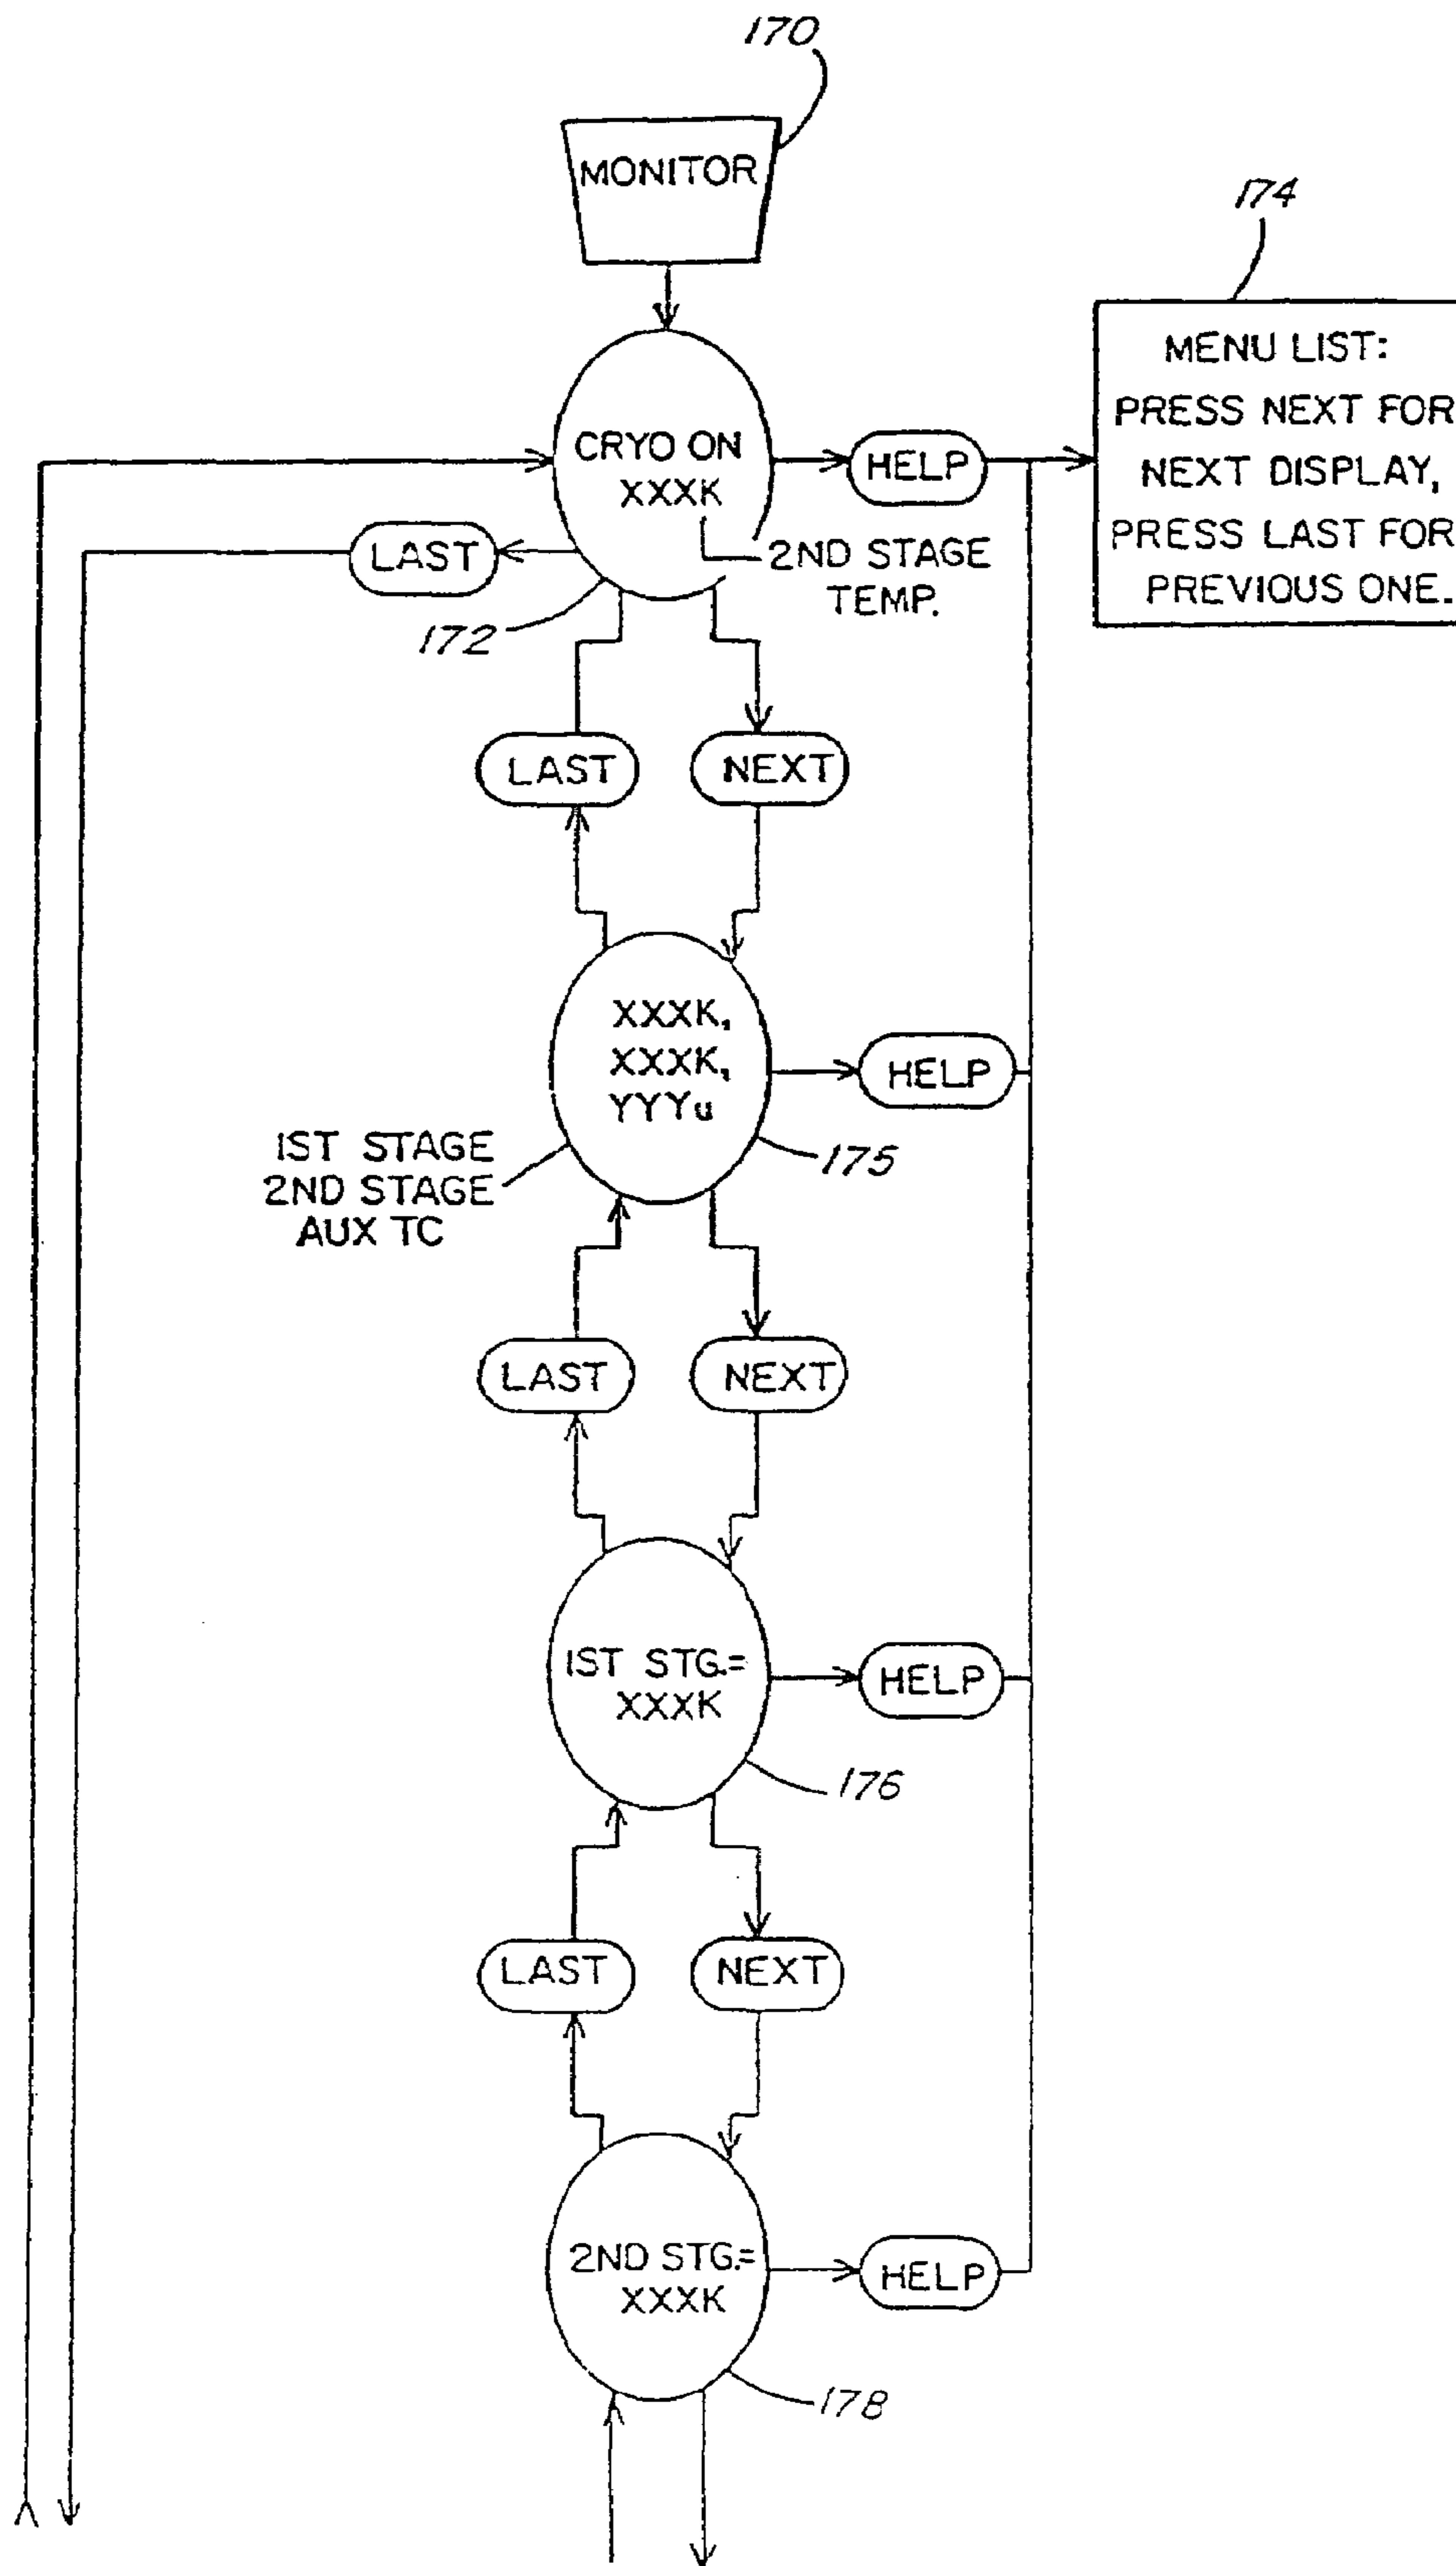 170
MONITOR
174
MENU LIST:
PRESS NEXT FOR
NEXT DISPLAY,
PRESS LAST FOR
PREVIOUS ONE.
CRYO ON
XXXK
HELP
LAST
2ND STAGE
TEMP.
172
LAST
NEXT
XXXK,
XXXK,
YYYu
HELP
1ST STAGE
2ND STAGE
AUX TC
175
LAST
NEXT
1ST STG.=
XXXK
HELP
176
LAST
NEXT
2ND STG.=
XXXK
HELP
178